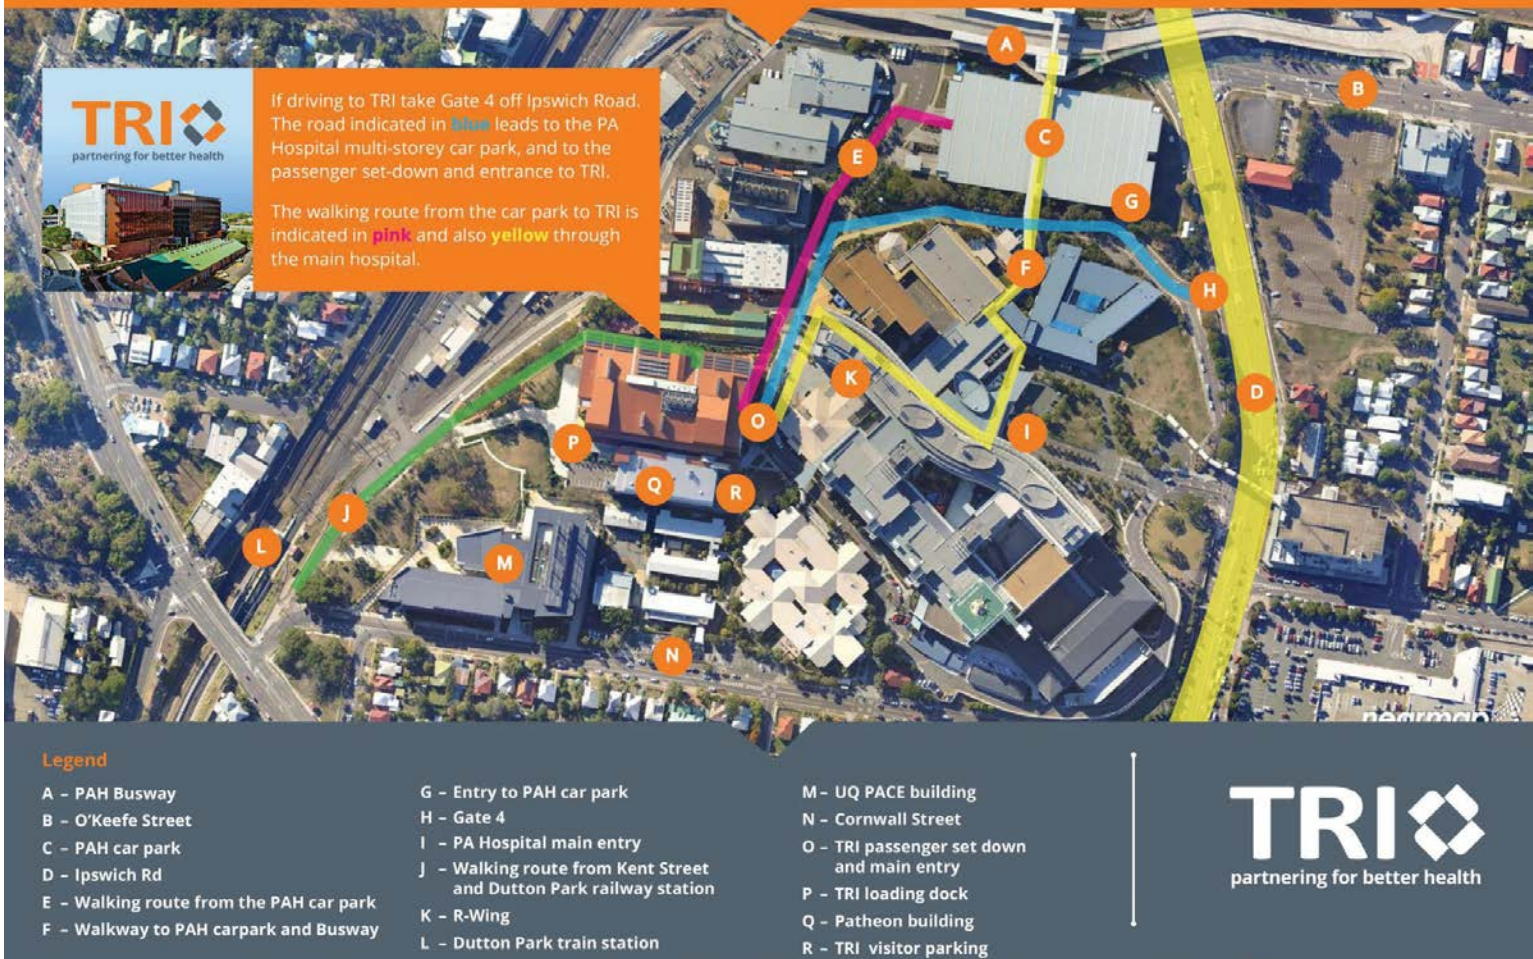 TRI
partnering for better health
If driving to TRI take Gate 4 off Ipswich Road.
The road indicated in blue leads to the PA
Hospital multi-storey car park, and to the
passenger set-down and entrance to TRI.
The walking route from the car park to TRI is
indicated in pink and also yellow through
the main hospital.
A
B
C
E
G
F
H
K
D
O
I
P
Q
R
J
L
M
N
nearmap
Legend
A – PAH Busway
B – O'Keefe Street
C – PAH car park
D – Ipswich Rd
E – Walking route from the PAH car park
F – Walkway to PAH carpark and Busway
G – Entry to PAH car park
H – Gate 4
I – PA Hospital main entry
J – Walking route from Kent Street
and Dutton Park railway station
K – R-Wing
L – Dutton Park train station
M – UQ PACE building
N – Cornwall Street
O – TRI passenger set down
and main entry
P – TRI loading dock
Q – Patheon building
R – TRI visitor parking
TRI
partnering for better health